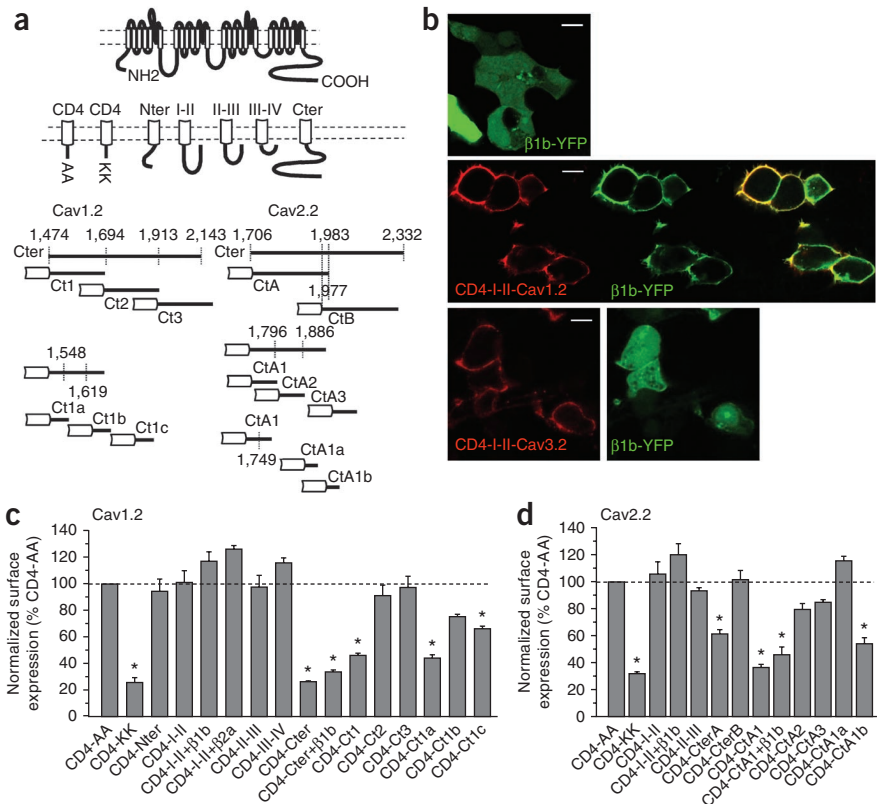 a
NH2
COOH
CD4 CD4 Nter I-II II-III III-IV Cter
AA KK
Cav1.2
1,474 1,694 1,913 2,143
Cter
Ct1
Ct2
Ct3
1,548
1,619
Ct1a
Ct1b
Ct1c
Cav2.2
1,706 1,983 2,332
Cter
CtA
1,977
CtB
1,796 1,886
CtA1
CtA2
CtA3
CtA1
1,749
CtA1a
CtA1b
b
β1b-YFP
CD4-I-II-Cav1.2
β1b-YFP
CD4-I-II-Cav3.2
β1b-YFP
c
Cav1.2
Normalized surface
expression (% CD4-AA)
140
120
100
80
60
40
20
0
* * * * * *
CD4-AA
CD4-KK
CD4-Nter
CD4-I-II
CD4-I-II+β1b
CD4-I-II+β2a
CD4-II-III
CD4-III-IV
CD4-Cter
CD4-Cter+β1b
CD4-Ct1
CD4-Ct2
CD4-Ct3
CD4-Ct1a
CD4-Ct1b
CD4-Ct1c
d
Cav2.2
Normalized surface
expression (% CD4-AA)
140
120
100
80
60
40
20
0
* * * * *
CD4-AA
CD4-KK
CD4-I-II
CD4-I-II+β1b
CD4-II-III
CD4-CterA
CD4-CterB
CD4-CtA1
CD4-CtA1+β1b
CD4-CtA2
CD4-CtA3
CD4-CtA1a
CD4-CtA1b